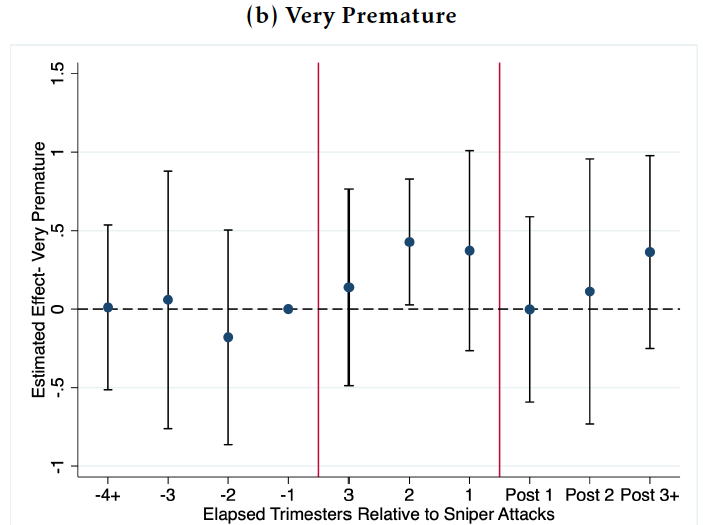 (b) Very Premature
Estimated Effect- Very Premature
1.5
1
.5
0
-.5
-1
-4+ -3 -2 -1 3 2 1 Post 1 Post 2 Post 3+
Elapsed Trimesters Relative to Sniper Attacks